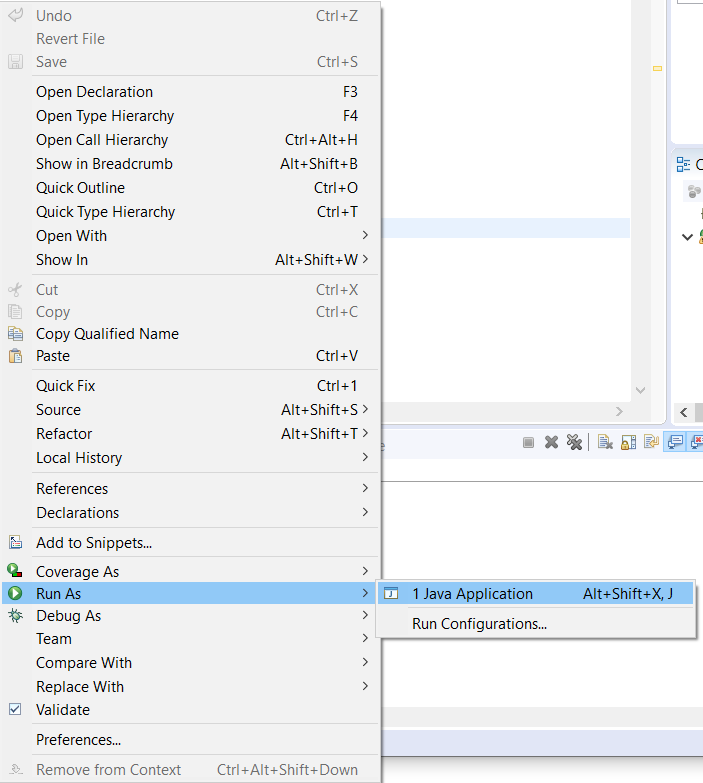 Undo Ctrl+Z
Revert File
Save Ctrl+S
Open Declaration F3
Open Type Hierarchy F4
Open Call Hierarchy Ctrl+Alt+H
Show in Breadcrumb Alt+Shift+B
Quick Outline Ctrl+O
Quick Type Hierarchy Ctrl+T
Open With
Show In Alt+Shift+W
Cut Ctrl+X
Copy Ctrl+C
Copy Qualified Name
Paste Ctrl+V
Quick Fix Ctrl+1
Source Alt+Shift+S
Refactor Alt+Shift+T
Local History
References
Declarations
Add to Snippets...
Coverage As
Run As
1 Java Application Alt+Shift+X, J
Debug As
Run Configurations...
Team
Compare With
Replace With
Validate
Preferences...
Remove from Context Ctrl+Alt+Shift+Down